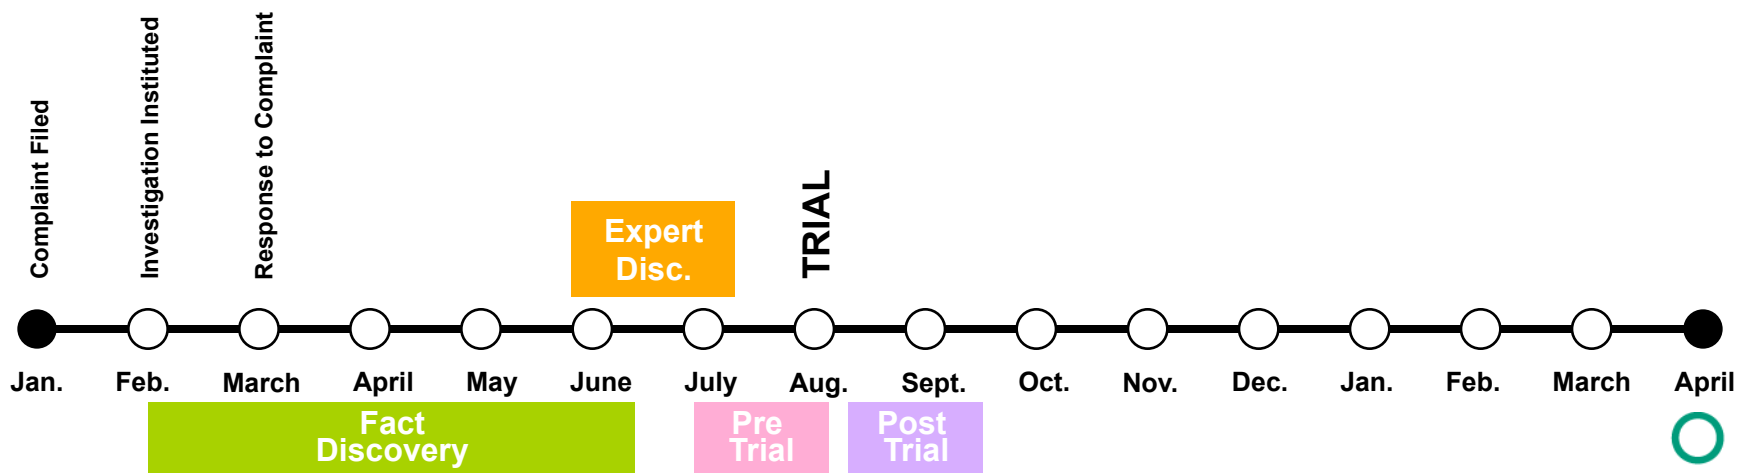 Complaint Filed
Investigation Instituted
Response to Complaint
Expert
Disc.
TRIAL
Jan.
Feb.
March
April
May
June
July
Aug.
Sept.
Oct.
Nov.
Dec.
Jan.
Feb.
March
April
Fact
Discovery
Pre
Trial
Post
Trial